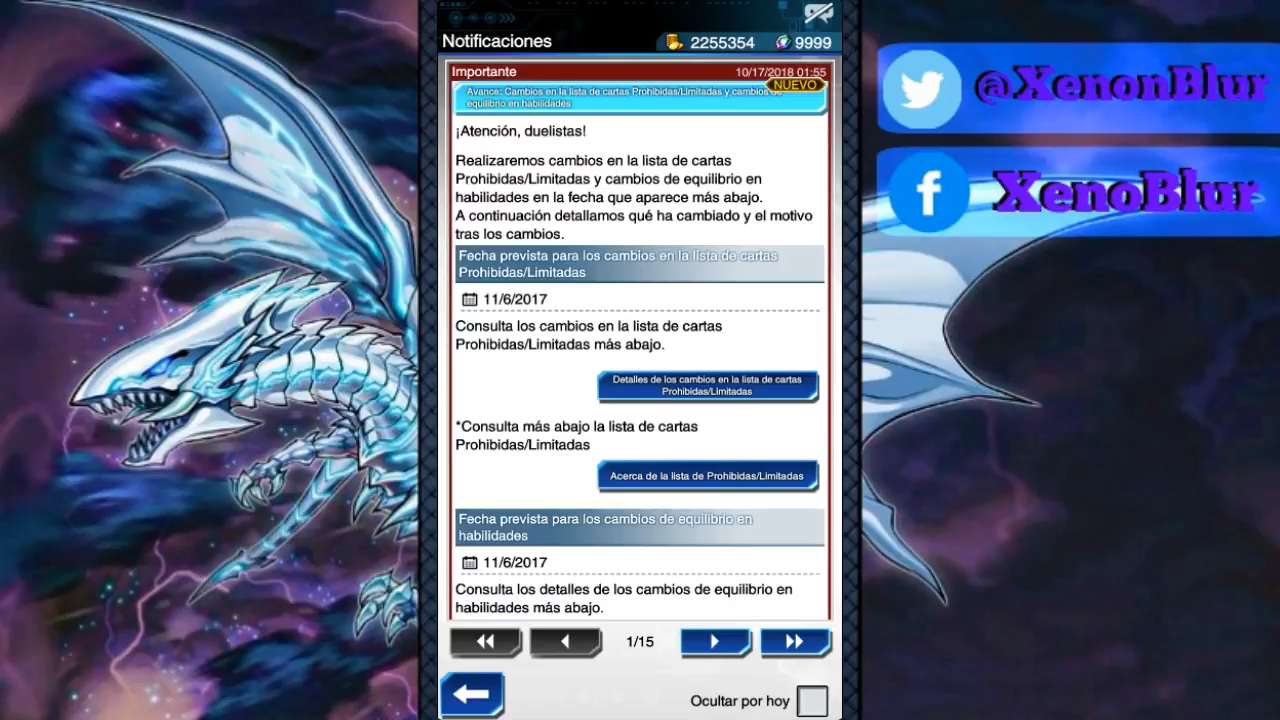 Notificaciones
2255354
9999
Importante
10/17/2018 01:55
NUEVO
Avance: Cambios en la lista de cartas Prohibidas/Limitadas y cambios de
equilibrio en habilidades
¡Atención, duelistas!
Realizaremos cambios en la lista de cartas
Prohibidas/Limitadas y cambios de equilibrio en
habilidades en la fecha que aparece más abajo.
A continuación detallamos qué ha cambiado y el motivo
tras los cambios.
Fecha prevista para los cambios en la lista de cartas
Prohibidas/Limitadas
11/6/2017
Consulta los cambios en la lista de cartas
Prohibidas/Limitadas más abajo.
Detalles de los cambios en la lista de cartas
Prohibidas/Limitadas
*Consulta más abajo la lista de cartas
Prohibidas/Limitadas
Acerca de la lista de Prohibidas/Limitadas
Fecha prevista para los cambios de equilibrio en
habilidades
11/6/2017
Consulta los detalles de los cambios de equilibrio en
habilidades más abajo.
1/15
Ocultar por hoy
@XenonBlur
XenoBlur